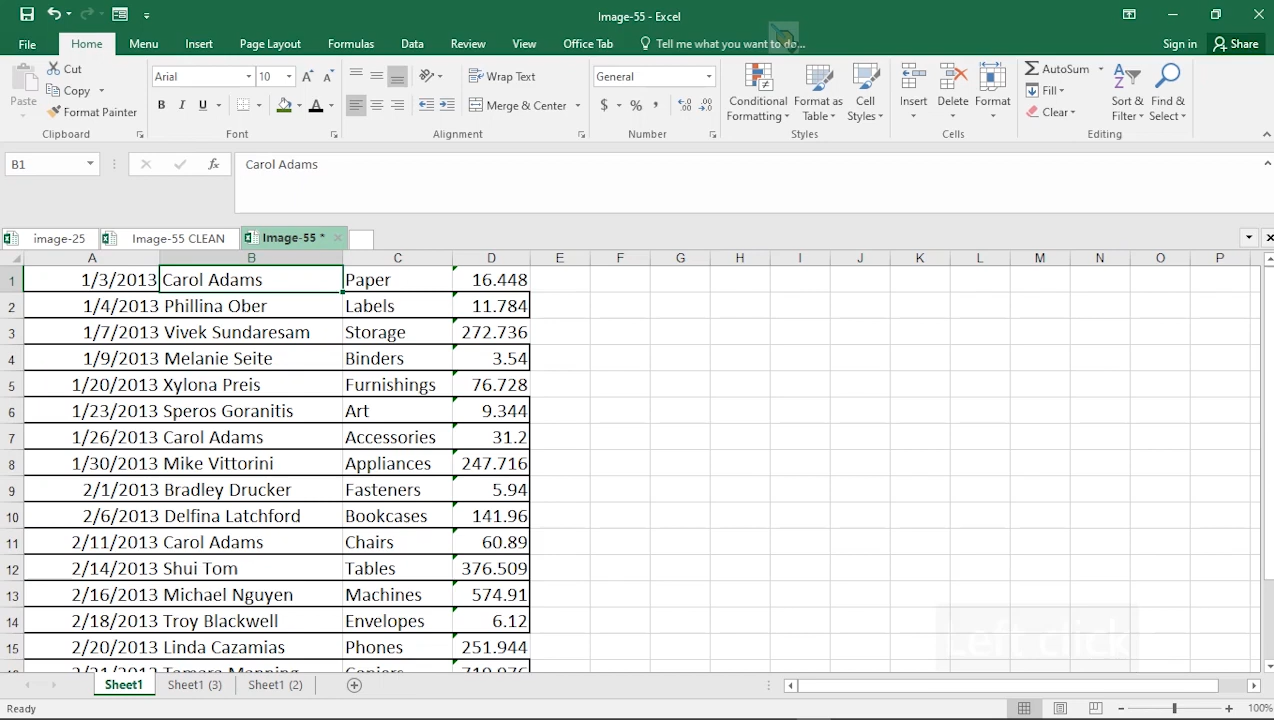 Image-55 - Excel
File Home Menu Insert Page Layout Formulas Data Review View Office Tab Tell me what you want to do... Sign in Share
Paste Cut Copy Format Painter Clipboard
Arial 10 B I U A Font
Wrap Text Merge & Center Alignment
General $ % , Number
Conditional Formatting Format as Table Cell Styles Styles
Insert Delete Format Cells
AutoSum Fill Clear Sort & Filter Find & Select Editing
B1 fx Carol Adams
image-25 Image-55 CLEAN Image-55 *
A B C D E F G H I J K L M N O P
1 1/3/2013 Carol Adams Paper 16.448
2 1/4/2013 Phillina Ober Labels 11.784
3 1/7/2013 Vivek Sundaresam Storage 272.736
4 1/9/2013 Melanie Seite Binders 3.54
5 1/20/2013 Xylona Preis Furnishings 76.728
6 1/23/2013 Speros Goranitis Art 9.344
7 1/26/2013 Carol Adams Accessories 31.2
8 1/30/2013 Mike Vittorini Appliances 247.716
9 2/1/2013 Bradley Drucker Fasteners 5.94
10 2/6/2013 Delfina Latchford Bookcases 141.96
11 2/11/2013 Carol Adams Chairs 60.89
12 2/14/2013 Shui Tom Tables 376.509
13 2/16/2013 Michael Nguyen Machines 574.91
14 2/18/2013 Troy Blackwell Envelopes 6.12
15 2/20/2013 Linda Cazamias Phones 251.944
Left click
Sheet1 Sheet1 (3) Sheet1 (2)
Ready 100%